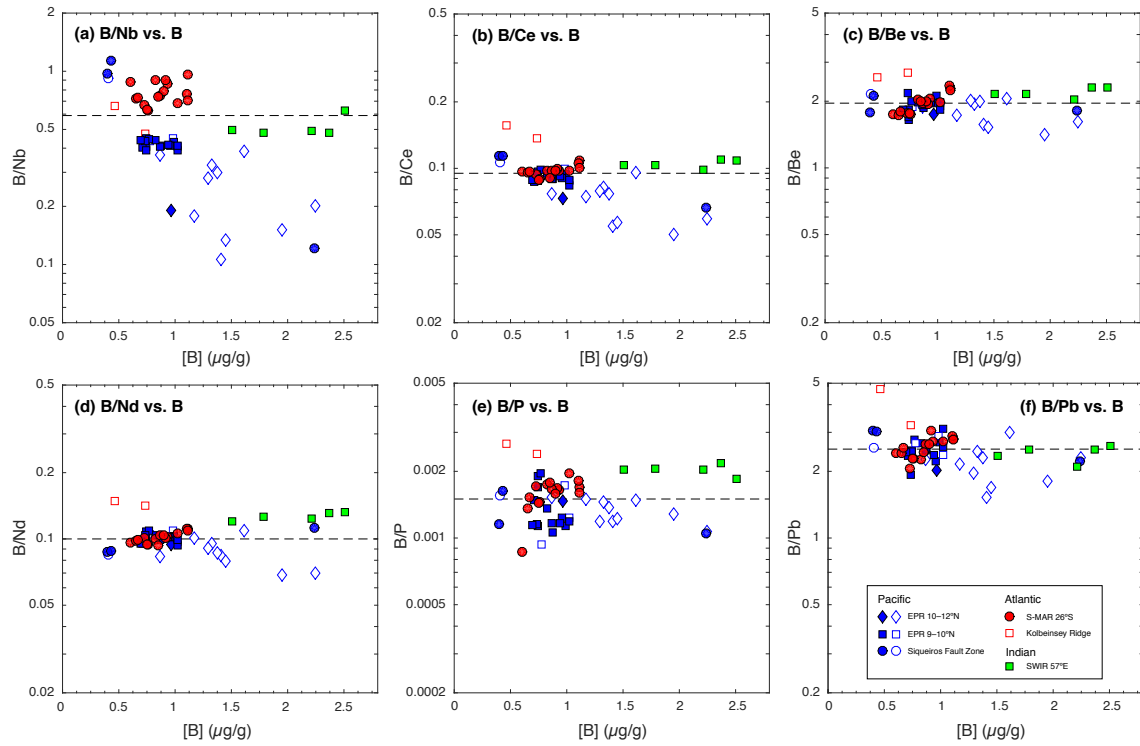 (a) B/Nb vs. B
B/Nb
2
1
0.5
0.2
0.1
0.05
0
0.5
1
1.5
2
2.5
[B] (µg/g)
(b) B/Ce vs. B
B/Ce
0.5
0.2
0.1
0.05
0.02
0
0.5
1
1.5
2
2.5
[B] (µg/g)
(c) B/Be vs. B
B/Be
5
2
1
0.5
0.2
0
0.5
1
1.5
2
2.5
[B] (µg/g)
(d) B/Nd vs. B
B/Nd
0.5
0.2
0.1
0.05
0.02
0
0.5
1
1.5
2
2.5
[B] (µg/g)
(e) B/P vs. B
B/P
0.005
0.002
0.001
0.0005
0.0002
0
0.5
1
1.5
2
2.5
[B] (µg/g)
(f) B/Pb vs. B
B/Pb
5
2
1
0.5
0.2
0
0.5
1
1.5
2
2.5
[B] (µg/g)
Pacific
EPR 10–12ºN
EPR 9–10ºN
Siqueiros Fault Zone
Atlantic
S-MAR 26ºS
Kolbeinsey Ridge
Indian
SWIR 57ºE